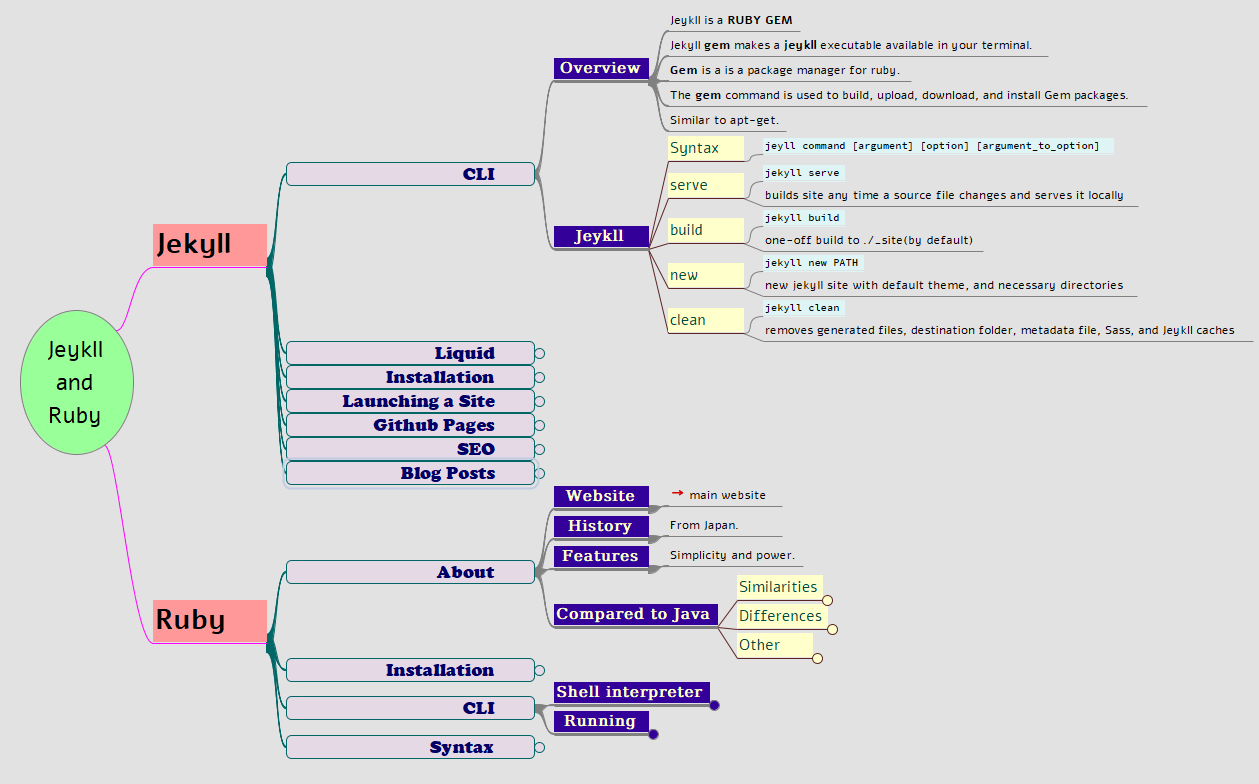 Jeykll
and
Ruby
Jekyll
CLI
Overview
Jeykll is a RUBY GEM
Jekyll gem makes a jeykll executable available in your terminal.
Gem is a is a package manager for ruby.
The gem command is used to build, upload, download, and install Gem packages.
Similar to apt-get.
Jeykll
Syntax
jeyll command [argument] [option] [argument_to_option]
serve
jekyll serve
builds site any time a source file changes and serves it locally
build
jekyll build
one-off build to ./_site(by default)
new
jekyll new PATH
new jekyll site with default theme, and necessary directories
clean
jekyll clean
removes generated files, destination folder, metadata file, Sass, and Jeykll caches
Liquid
Installation
Launching a Site
Github Pages
SEO
Blog Posts
Ruby
About
Website
→ main website
History
From Japan.
Features
Simplicity and power.
Compared to Java
Similarities
Differences
Other
Installation
CLI
Shell interpreter
Running
Syntax